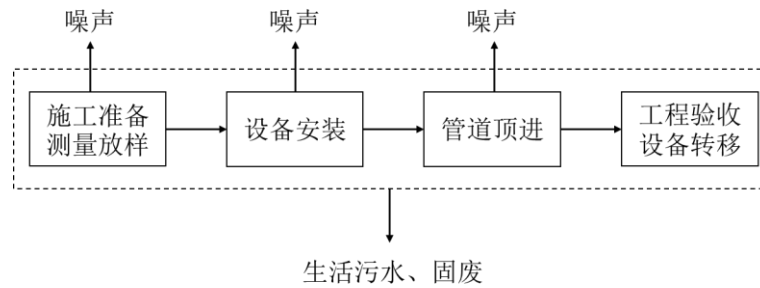 噪声
噪声
噪声
施工准备
测量放样
设备安装
管道顶进
工程验收
设备转移
生活污水、固废